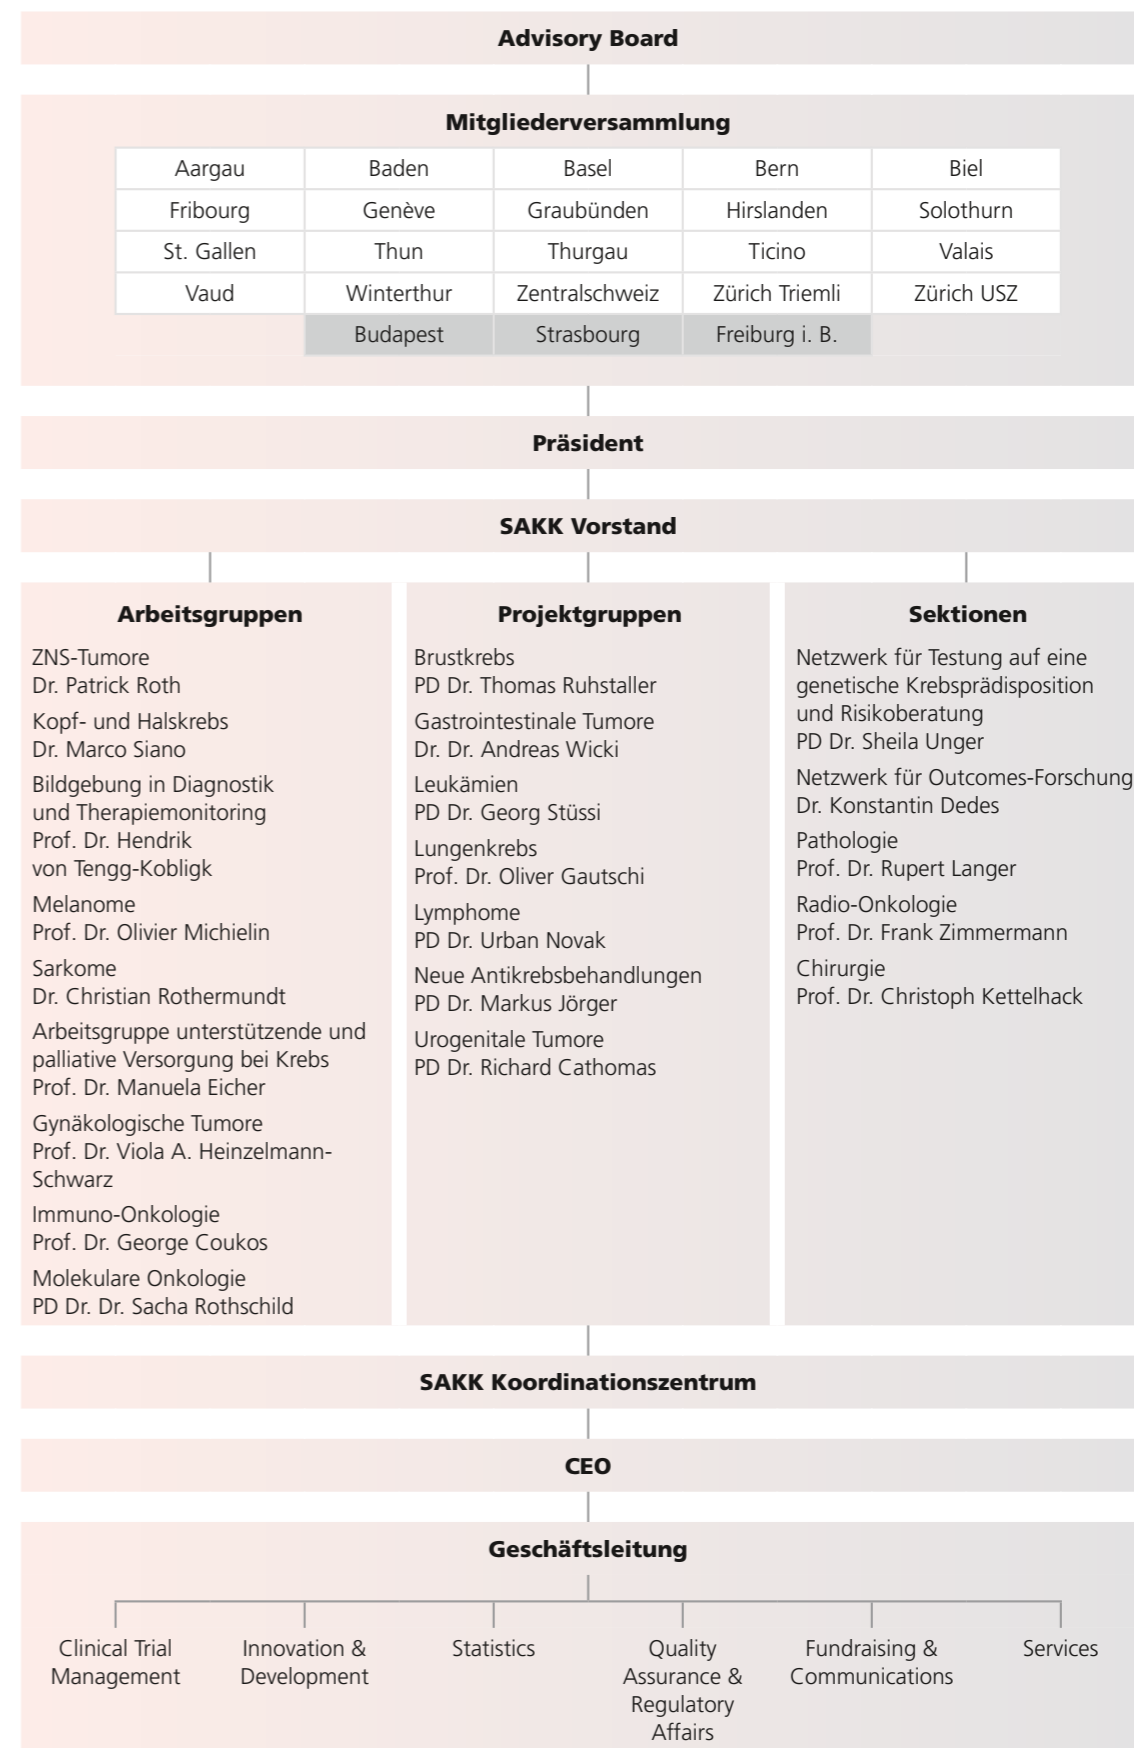 Advisory Board
Mitgliederversammlung
Aargau Baden Basel Bern Biel
Fribourg Genève Graubünden Hirslanden Solothurn
St. Gallen Thun Thurgau Ticino Valais
Vaud Winterthur Zentralschweiz Zürich Triemli Zürich USZ
Budapest Strasbourg Freiburg i. B.
Präsident
SAKK Vorstand
Arbeitsgruppen
ZNS-Tumore
Dr. Patrick Roth
Kopf- und Halskrebs
Dr. Marco Siano
Bildgebung in Diagnostik
und Therapiemonitoring
Prof. Dr. Hendrik
von Tengg-Kobligk
Melanome
Prof. Dr. Olivier Michielin
Sarkome
Dr. Christian Rothermundt
Arbeitsgruppe unterstützende und
palliative Versorgung bei Krebs
Prof. Dr. Manuela Eicher
Gynäkologische Tumore
Prof. Dr. Viola A. Heinzelmann-
Schwarz
Immuno-Onkologie
Prof. Dr. George Coukos
Molekulare Onkologie
PD Dr. Dr. Sacha Rothschild
Projektgruppen
Brustkrebs
PD Dr. Thomas Ruhstaller
Gastrointestinale Tumore
Dr. Dr. Andreas Wicki
Leukämien
PD Dr. Georg Stüssi
Lungenkrebs
Prof. Dr. Oliver Gautschi
Lymphome
PD Dr. Urban Novak
Neue Antikrebsbehandlungen
PD Dr. Markus Jörger
Urogenitale Tumore
PD Dr. Richard Cathomas
Sektionen
Netzwerk für Testung auf eine
genetische Krebsprädisposition
und Risikoberatung
PD Dr. Sheila Unger
Netzwerk für Outcomes-Forschung
Dr. Konstantin Dedes
Pathologie
Prof. Dr. Rupert Langer
Radio-Onkologie
Prof. Dr. Frank Zimmermann
Chirurgie
Prof. Dr. Christoph Kettelhack
SAKK Koordinationszentrum
CEO
Geschäftsleitung
Clinical Trial
Management
Innovation &
Development
Statistics
Quality
Assurance &
Regulatory
Affairs
Fundraising &
Communications
Services